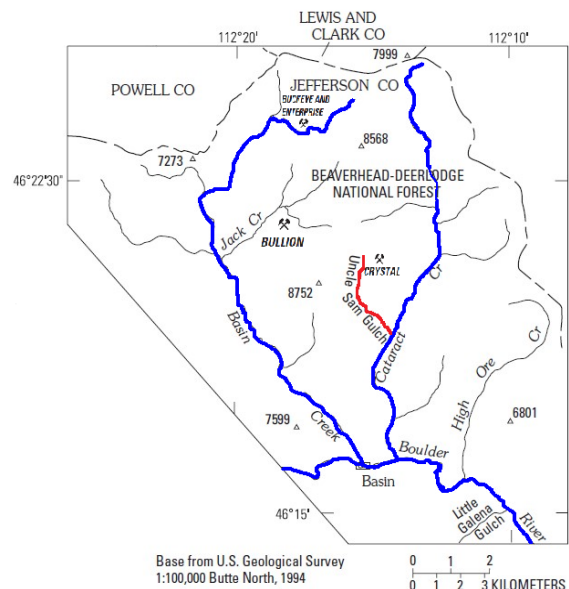 LEWIS AND
CLARK CO
112°20'
112°10'
7999
POWELL CO
JEFFERSON CO
BUCKEYE AND
ENTERPRISE
8568
7273
46°22'30"
BEAVERHEAD-DEERLODGE
NATIONAL FOREST
Jack Cr
BULLION
Uncle
Sam Gulch
CRYSTAL
Cr
Cataract
8752
Basin
Creek
High
Ore
Cr
7599
6801
Boulder
River
Basin
Little
Galena
Gulch
46°15'
Base from U.S. Geological Survey
1:100,000 Butte North, 1994
0 1 2
0 1 2 3 KILOMETERS